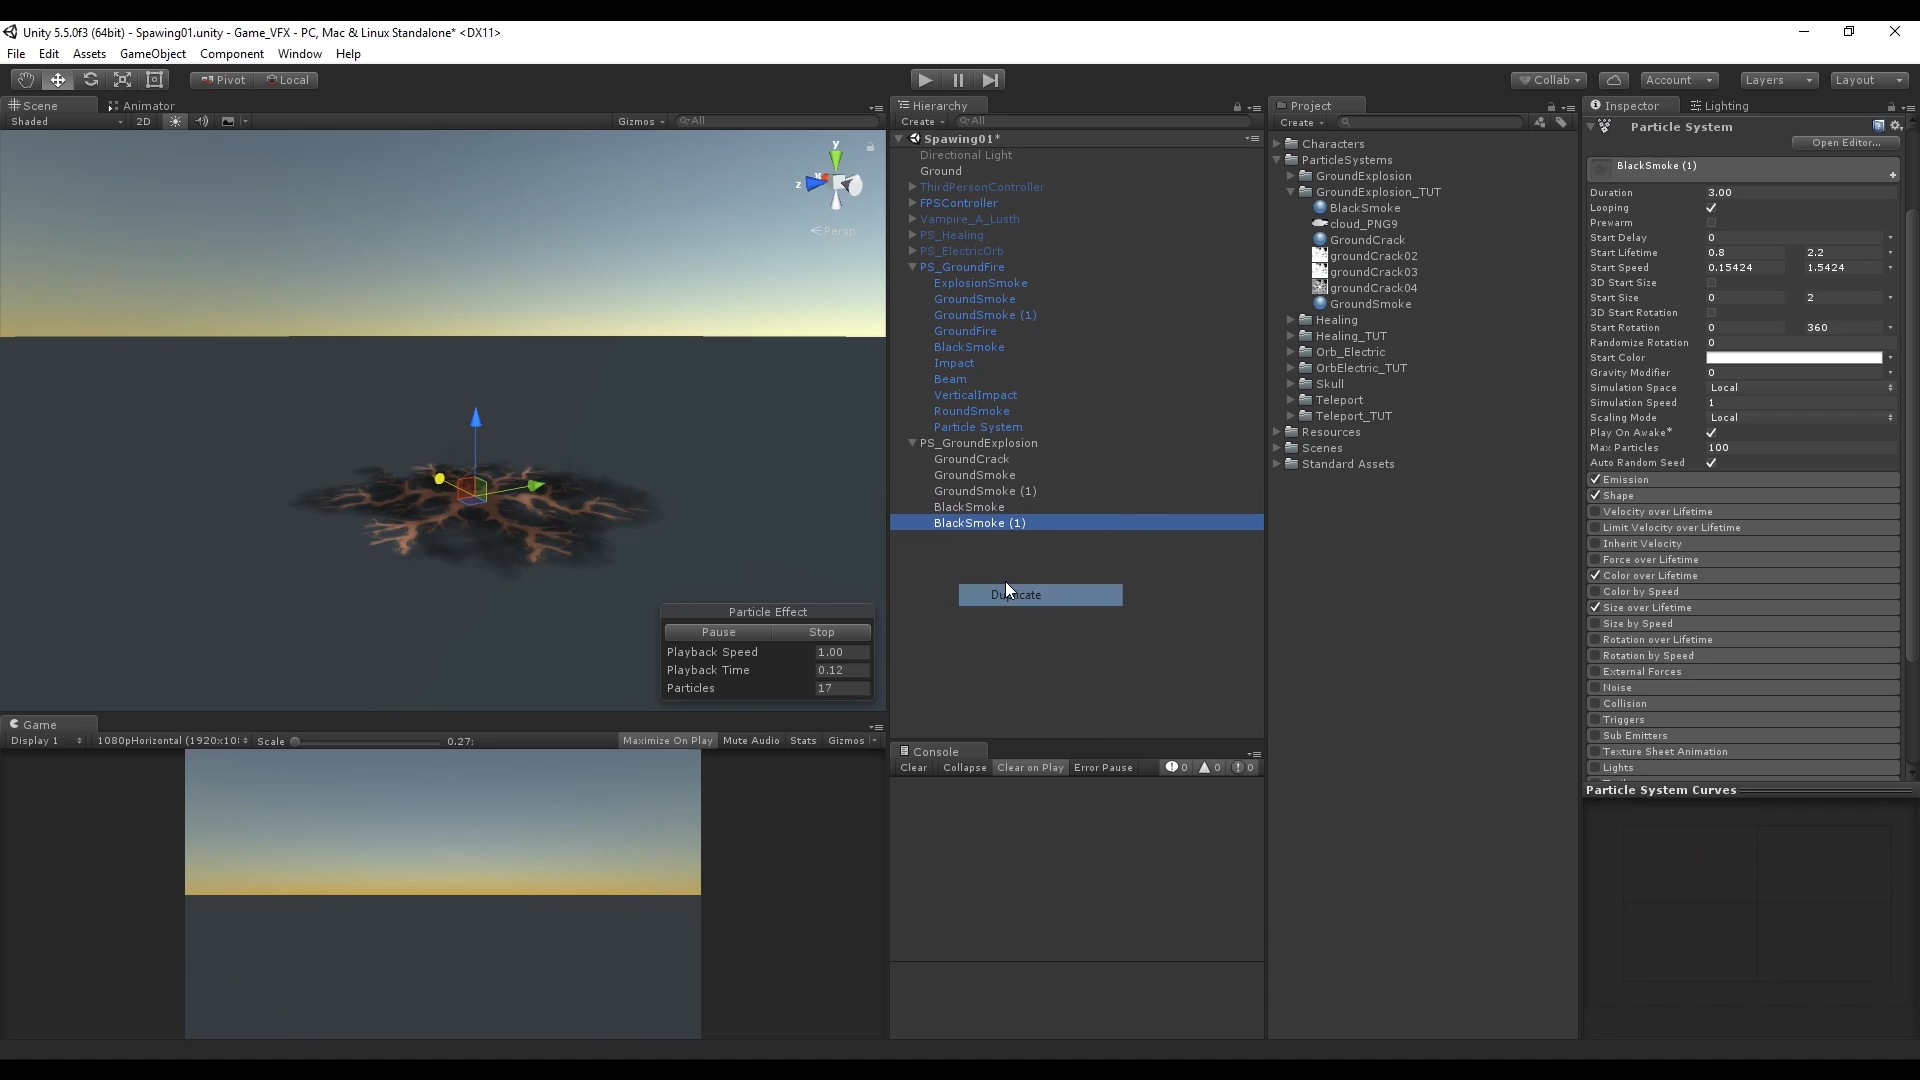 Unity 5.5.0f3 (64bit) - Spawing01.unity - Game_VFX - PC, Mac & Linux Standalone* <DX11>
File Edit Assets GameObject Component Window Help
Pivot Local Collab Account Layers Layout
Scene Animator
Shaded 2D Gizmos All
y
x
z
Persp
Particle Effect
Pause Stop
Playback Speed 1.00
Playback Time 0.12
Particles 17
Game
Display 1 1080pHorizontal (1920x10 Scale 0.27: Maximize On Play Mute Audio Stats Gizmos
Hierarchy
Create All
Spawing01*
Directional Light
Ground
ThirdPersonController
FPSController
Vampire_A_Lusth
PS_Healing
PS_ElectricOrb
PS_GroundFire
ExplosionSmoke
GroundSmoke
GroundSmoke (1)
GroundFire
BlackSmoke
Impact
Beam
VerticalImpact
RoundSmoke
Particle System
PS_GroundExplosion
GroundCrack
GroundSmoke
GroundSmoke (1)
BlackSmoke
BlackSmoke (1)
Console
Clear Collapse Clear on Play Error Pause 0 0 0
Project
Create
Characters
ParticleSystems
GroundExplosion
GroundExplosion_TUT
BlackSmoke
cloud_PNG9
GroundCrack
groundCrack02
groundCrack03
groundCrack04
GroundSmoke
Healing
Healing_TUT
Orb_Electric
OrbElectric_TUT
Skull
Teleport
Teleport_TUT
Resources
Scenes
Standard Assets
Inspector Lighting
Particle System
Open Editor...
BlackSmoke (1)
Duration 3.00
Looping
Prewarm
Start Delay 0
Start Lifetime 0.8 2.2
Start Speed 0.15424 1.5424
3D Start Size
Start Size 0 2
3D Start Rotation
Start Rotation 0 360
Randomize Rotation 0
Start Color
Gravity Modifier 0
Simulation Space Local
Simulation Speed 1
Scaling Mode Local
Play On Awake*
Max Particles 100
Auto Random Seed
Emission
Shape
Velocity over Lifetime
Limit Velocity over Lifetime
Inherit Velocity
Force over Lifetime
Color over Lifetime
Color by Speed
Size over Lifetime
Size by Speed
Rotation over Lifetime
Rotation by Speed
External Forces
Noise
Collision
Triggers
Sub Emitters
Texture Sheet Animation
Lights
Particle System Curves